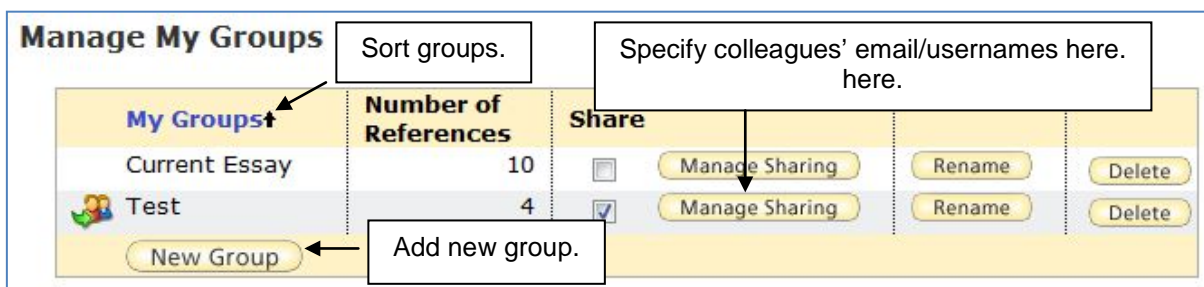 Manage My Groups
Sort groups.
Specify colleagues’ email/usernames here.
here.
My Groups
Number of
References
Share
Current Essay 10 Manage Sharing Rename Delete
Test 4 Manage Sharing Rename Delete
New Group
Add new group.